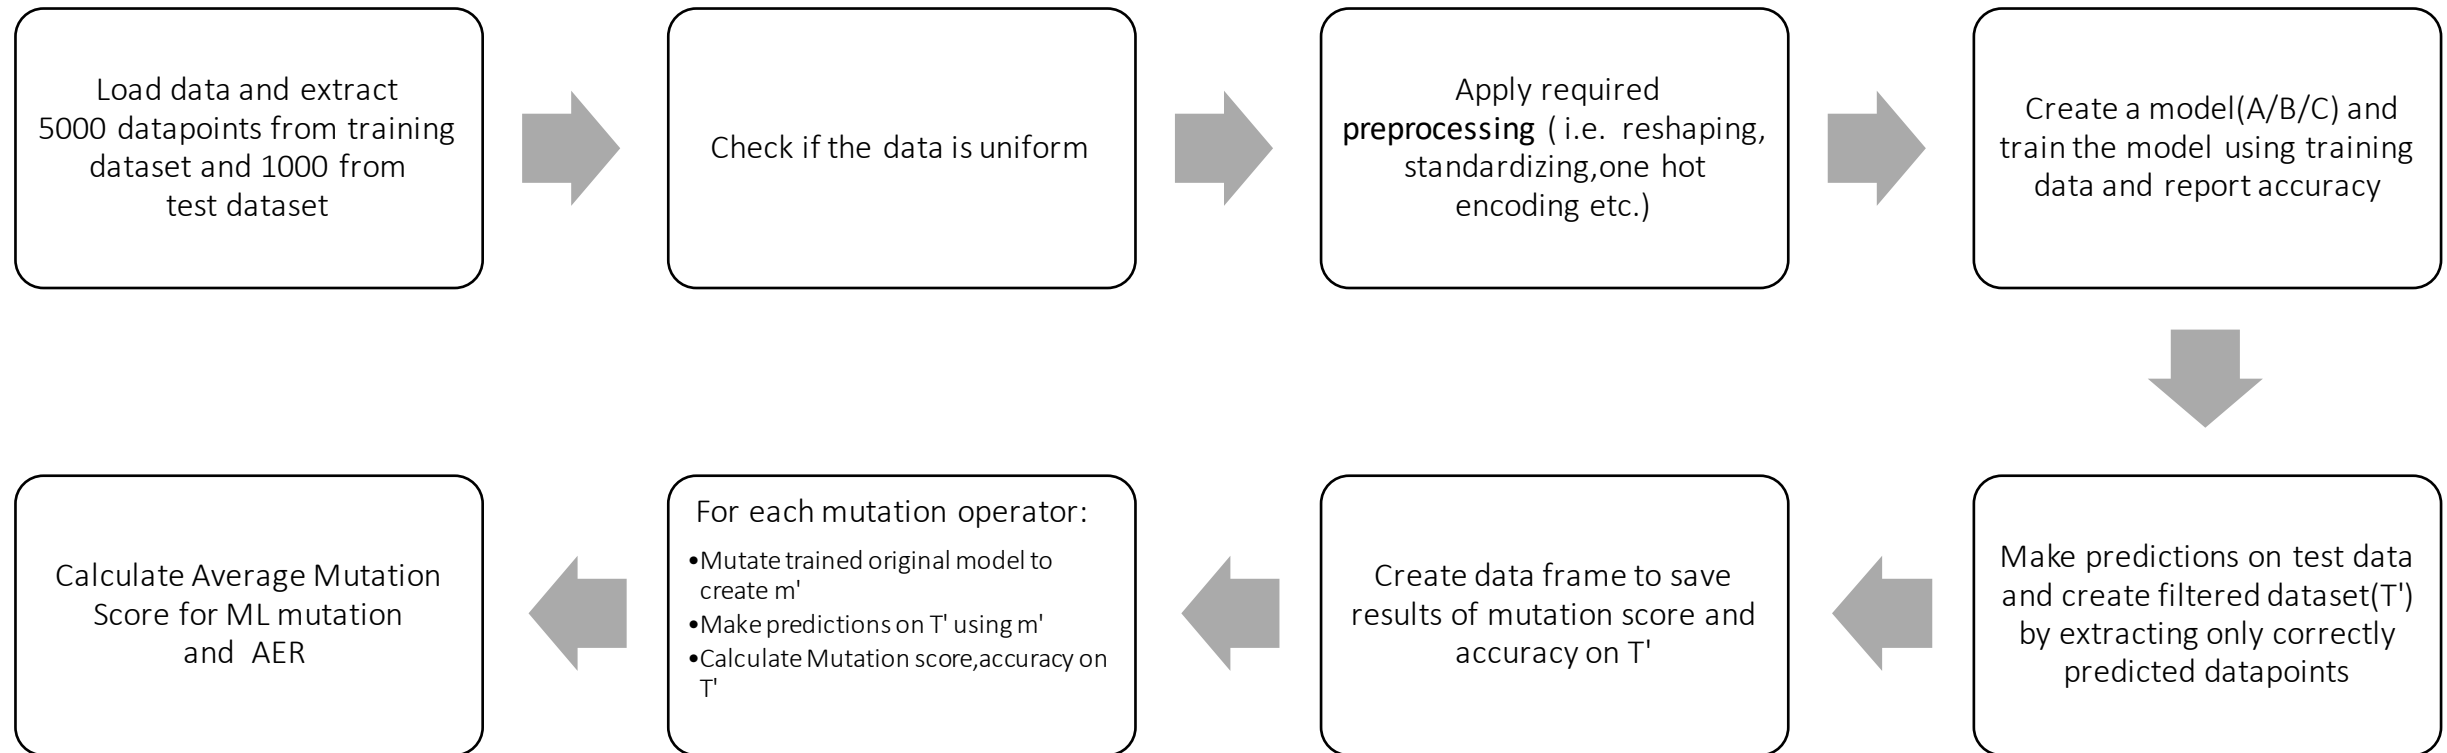 Load data and extract
5000 datapoints from training
dataset and 1000 from
test dataset
Check if the data is uniform
Apply required
preprocessing ( i.e. reshaping,
standardizing,one hot
encoding etc.)
Create a model(A/B/C) and
train the model using training
data and report accuracy
Make predictions on test data
and create filtered dataset(T')
by extracting only correctly
predicted datapoints
Create data frame to save
results of mutation score and
accuracy on T'
For each mutation operator:
•Mutate trained original model to
create m'
•Make predictions on T' using m'
•Calculate Mutation score,accuracy on
T'
Calculate Average Mutation
Score for ML mutation
and AER